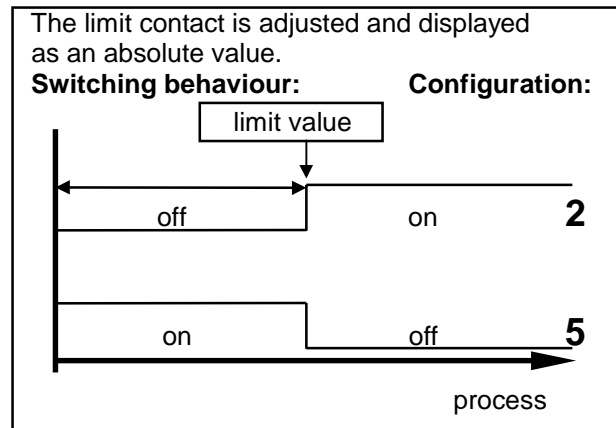 The limit contact is adjusted and displayed
as an absolute value.
Switching behaviour: Configuration:
limit value
off on 2
on off 5
process